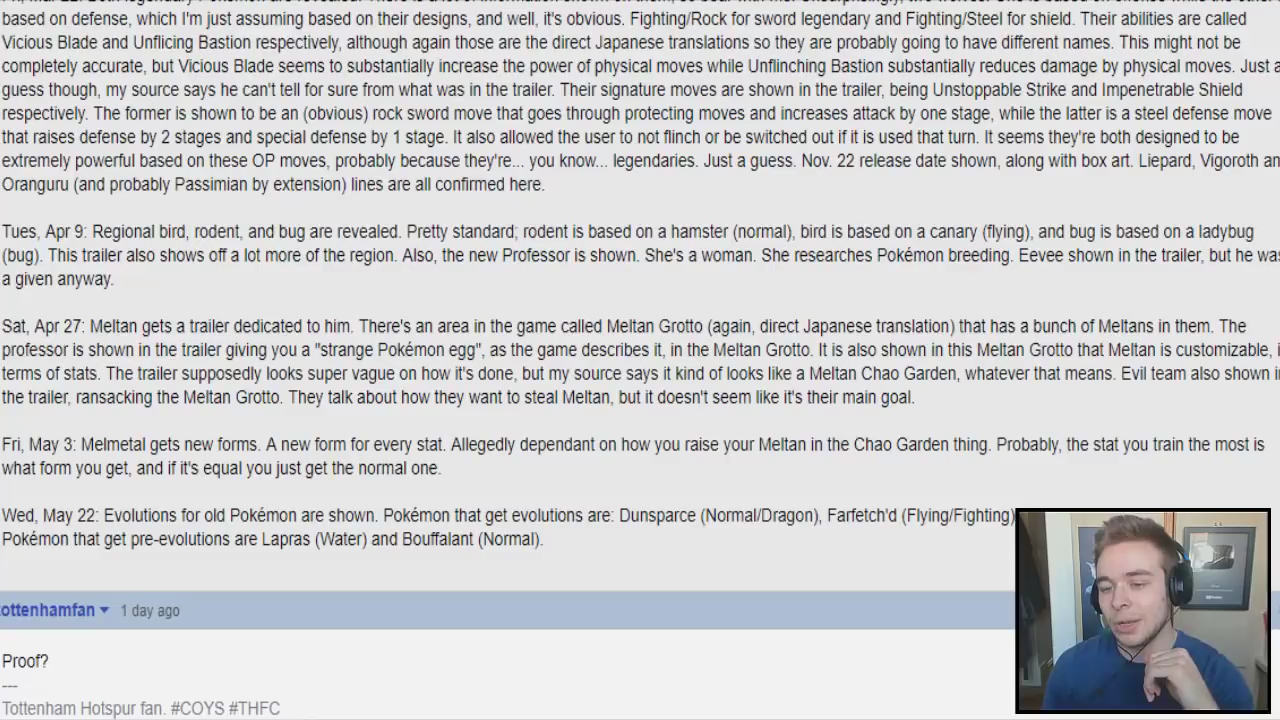 based on defense, which I'm just assuming based on their designs, and well, it's obvious. Fighting/Rock for sword legendary and Fighting/Steel for shield. Their abilities are called
Vicious Blade and Unflicing Bastion respectively, although again those are the direct Japanese translations so they are probably going to have different names. This might not be
completely accurate, but Vicious Blade seems to substantially increase the power of physical moves while Unflinching Bastion substantially reduces damage by physical moves. Just a
guess though, my source says he can't tell for sure from what was in the trailer. Their signature moves are shown in the trailer, being Unstoppable Strike and Impenetrable Shield
respectively. The former is shown to be an (obvious) rock sword move that goes through protecting moves and increases attack by one stage, while the latter is a steel defense move
that raises defense by 2 stages and special defense by 1 stage. It also allowed the user to not flinch or be switched out if it is used that turn. It seems they're both designed to be
extremely powerful based on these OP moves, probably because they're... you know... legendaries. Just a guess. Nov. 22 release date shown, along with box art. Liepard, Vigoroth an
Oranguru (and probably Passimian by extension) lines are all confirmed here.
Tues, Apr 9: Regional bird, rodent, and bug are revealed. Pretty standard; rodent is based on a hamster (normal), bird is based on a canary (flying), and bug is based on a ladybug
(bug). This trailer also shows off a lot more of the region. Also, the new Professor is shown. She's a woman. She researches Pokémon breeding. Eevee shown in the trailer, but he was
a given anyway.
Sat, Apr 27: Meltan gets a trailer dedicated to him. There's an area in the game called Meltan Grotto (again, direct Japanese translation) that has a bunch of Meltans in them. The
professor is shown in the trailer giving you a "strange Pokémon egg", as the game describes it, in the Meltan Grotto. It is also shown in this Meltan Grotto that Meltan is customizable, i
terms of stats. The trailer supposedly looks super vague on how it's done, but my source says it kind of looks like a Meltan Chao Garden, whatever that means. Evil team also shown in
the trailer, ransacking the Meltan Grotto. They talk about how they want to steal Meltan, but it doesn't seem like it's their main goal.
Fri, May 3: Melmetal gets new forms. A new form for every stat. Allegedly dependant on how you raise your Meltan in the Chao Garden thing. Probably, the stat you train the most is
what form you get, and if it's equal you just get the normal one.
Wed, May 22: Evolutions for old Pokémon are shown. Pokémon that get evolutions are: Dunsparce (Normal/Dragon), Farfetch'd (Flying/Fighting)
Pokémon that get pre-evolutions are Lapras (Water) and Bouffalant (Normal).
ottenhamfan 1 day ago
Proof?
---
Tottenham Hotspur fan. #COYS #THFC